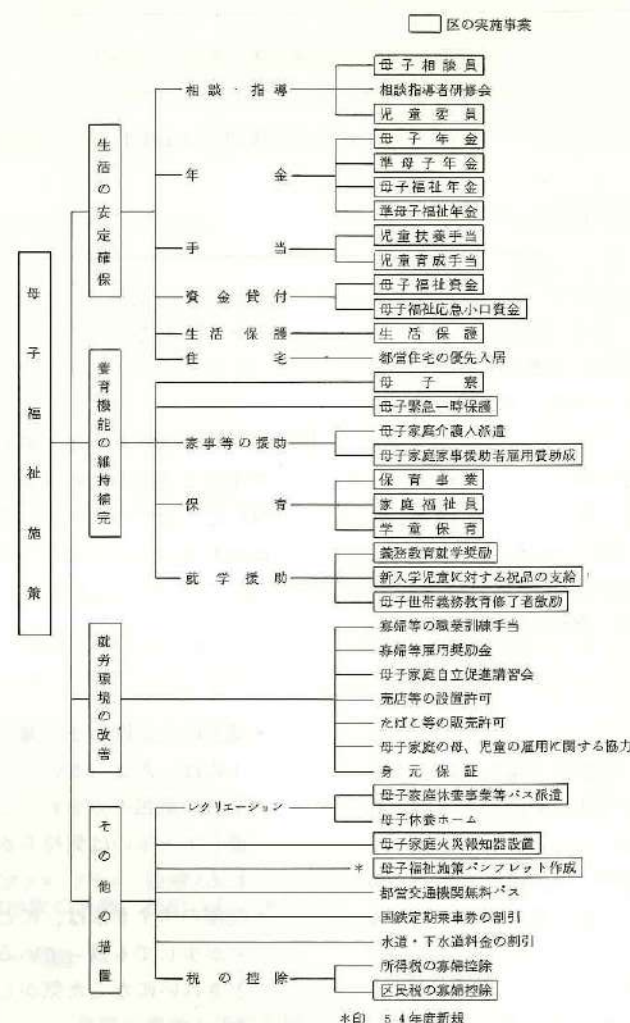 区の実施事業
母子福祉施策
生活の安定確保
相談・指導
母子相談員
相談指導者研修会
児童委員
年金
母子年金
準母子年金
母子福祉年金
準母子福祉年金
手当
児童扶養手当
児童育成手当
資金貸付
母子福祉資金
母子福祉応急小口資金
生活保護
生活保護
住宅
都営住宅の優先入居
養育機能の維持補完
母子寮
母子緊急一時保護
家事等の援助
母子家庭介護人派遣
母子家庭家事援助者雇用費助成
保育
保育事業
家庭福祉員
学童保育
就学援助
義務教育就学奨励
新入学児童に対する祝品の支給
母子世帯義務教育修了者激励
就労環境の改善
寡婦等の職業訓練手当
寡婦等雇用奨励金
母子家庭自立促進講習会
売店等の設置許可
たばこ等の販売許可
母子家庭の母、児童の雇用に関する協力
身元保証
その他の措置
レクリエーション
母子家庭休養事業等バス派遣
母子休養ホーム
母子家庭火災報知器設置
* 母子福祉施策パンフレット作成
都営交通機関無料パス
国鉄定期乗車券の割引
水道・下水道料金の割引
税の控除
所得税の寡婦控除
区民税の寡婦控除
*印 54年度新規